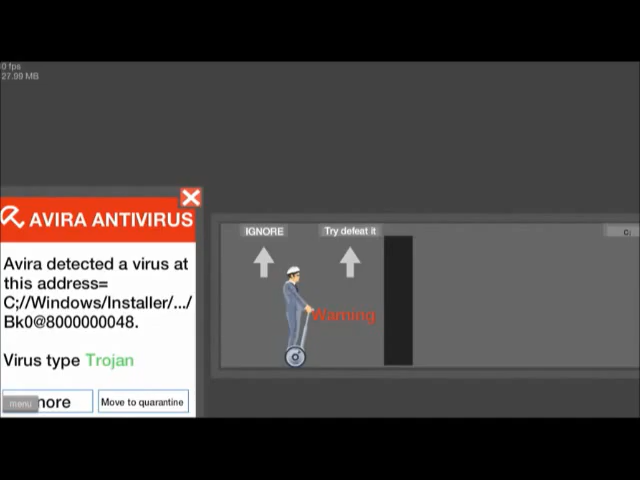 0 fps
27.99 MB
AVIRA ANTIVIRUS
Avira detected a virus at
this address=
C;//Windows/Installer/.../
Bk0@8000000048.
Virus type Trojan
menu
nore
Move to quarantine
IGNORE
Try defeat it
Warning
C: